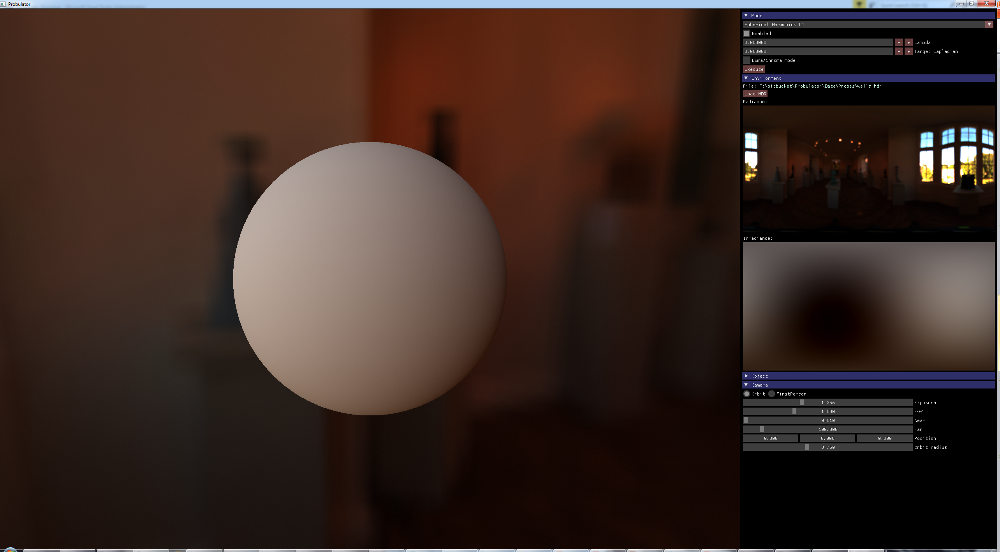 Probulator
Mode
Spherical Harmonics L1
Enabled
0.000000 - + Lambda
0.000000 - + Target Laplacian
Luma/Chroma mode
Execute
Environment
File: F:\bitbucket\Probulator\Data\Probes\wells.hdr
Load HDR
Radiance:
Irradiance:
Object
Camera
Orbit FirstPerson
1.356 Exposure
1.000 FOV
0.010 Near
100.000 Far
0.000 0.000 0.000 Position
3.750 Orbit radius